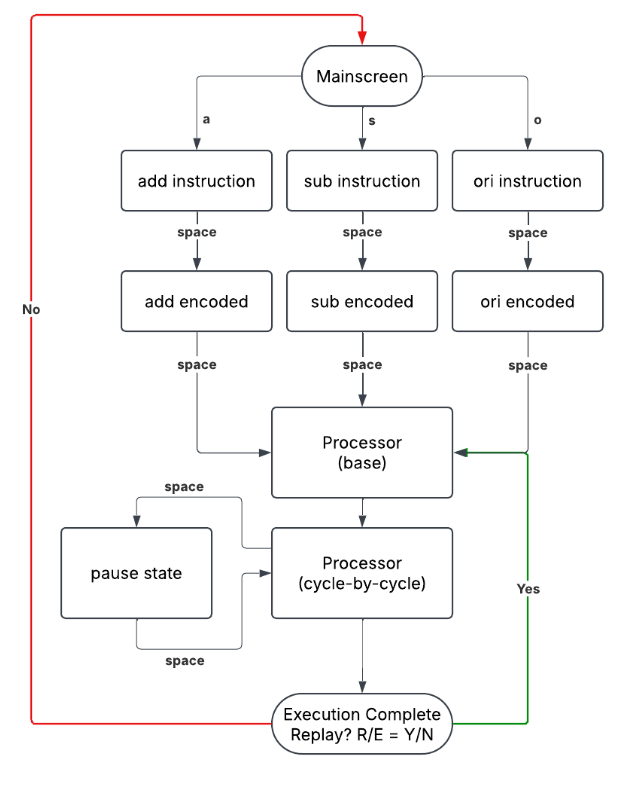 Mainscreen
a
s
o
add instruction
sub instruction
ori instruction
space
space
space
add encoded
sub encoded
ori encoded
No
space
space
space
Processor
(base)
space
pause state
Processor
(cycle-by-cycle)
Yes
space
Execution Complete
Replay? R/E = Y/N